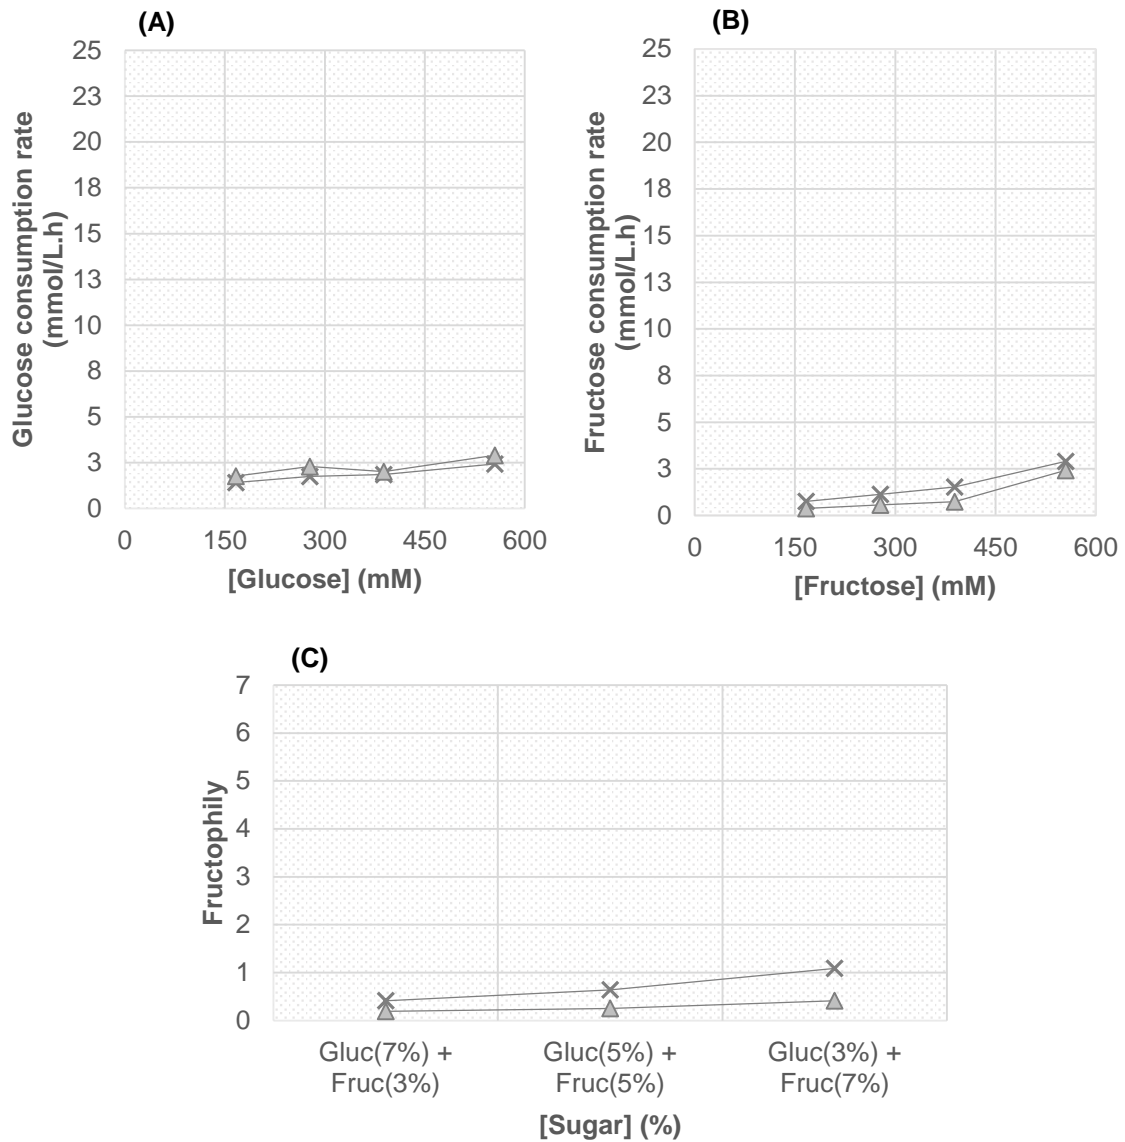 (A)
25
23
20
18
15
13
10
8
5
3
0
Glucose consumption rate
(mmol/L.h)
0 150 300 450 600
[Glucose] (mM)
(B)
25
23
20
18
15
13
10
8
5
3
0
Fructose consumption rate
(mmol/L.h)
0 150 300 450 600
[Fructose] (mM)
(C)
7
6
5
4
3
2
1
0
Fructophily
Gluc(7%) +
Fruc(3%)
Gluc(5%) +
Fruc(5%)
Gluc(3%) +
Fruc(7%)
[Sugar] (%)